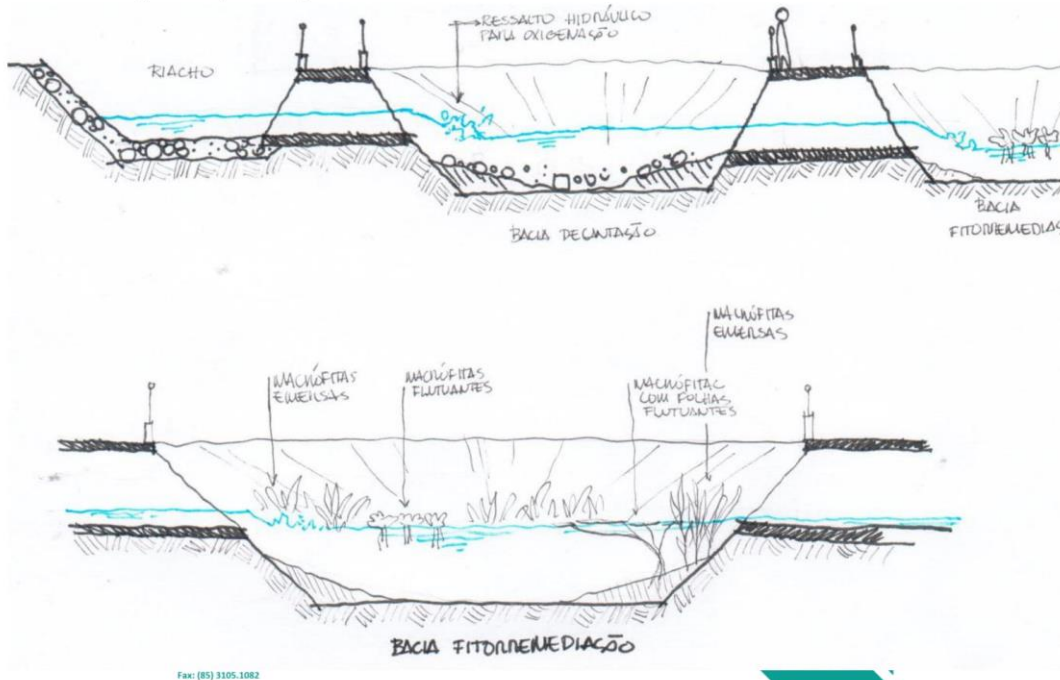 RESSALTO HIDRÁULICO
PARA OXIGENAÇÃO
RIACHO
BACIA DECANTAÇÃO
BACIA
FITORREMEDIAÇ
MACRÓFITAS
EMERSAS
MACRÓFITAS
EMERSAS
MACRÓFITAS
FLUTUANTES
MACRÓFITAS
COM FOLHAS
FLUTUANTES
BACIA FITORREMEDIAÇÃO
Fax: (85) 3105.1082